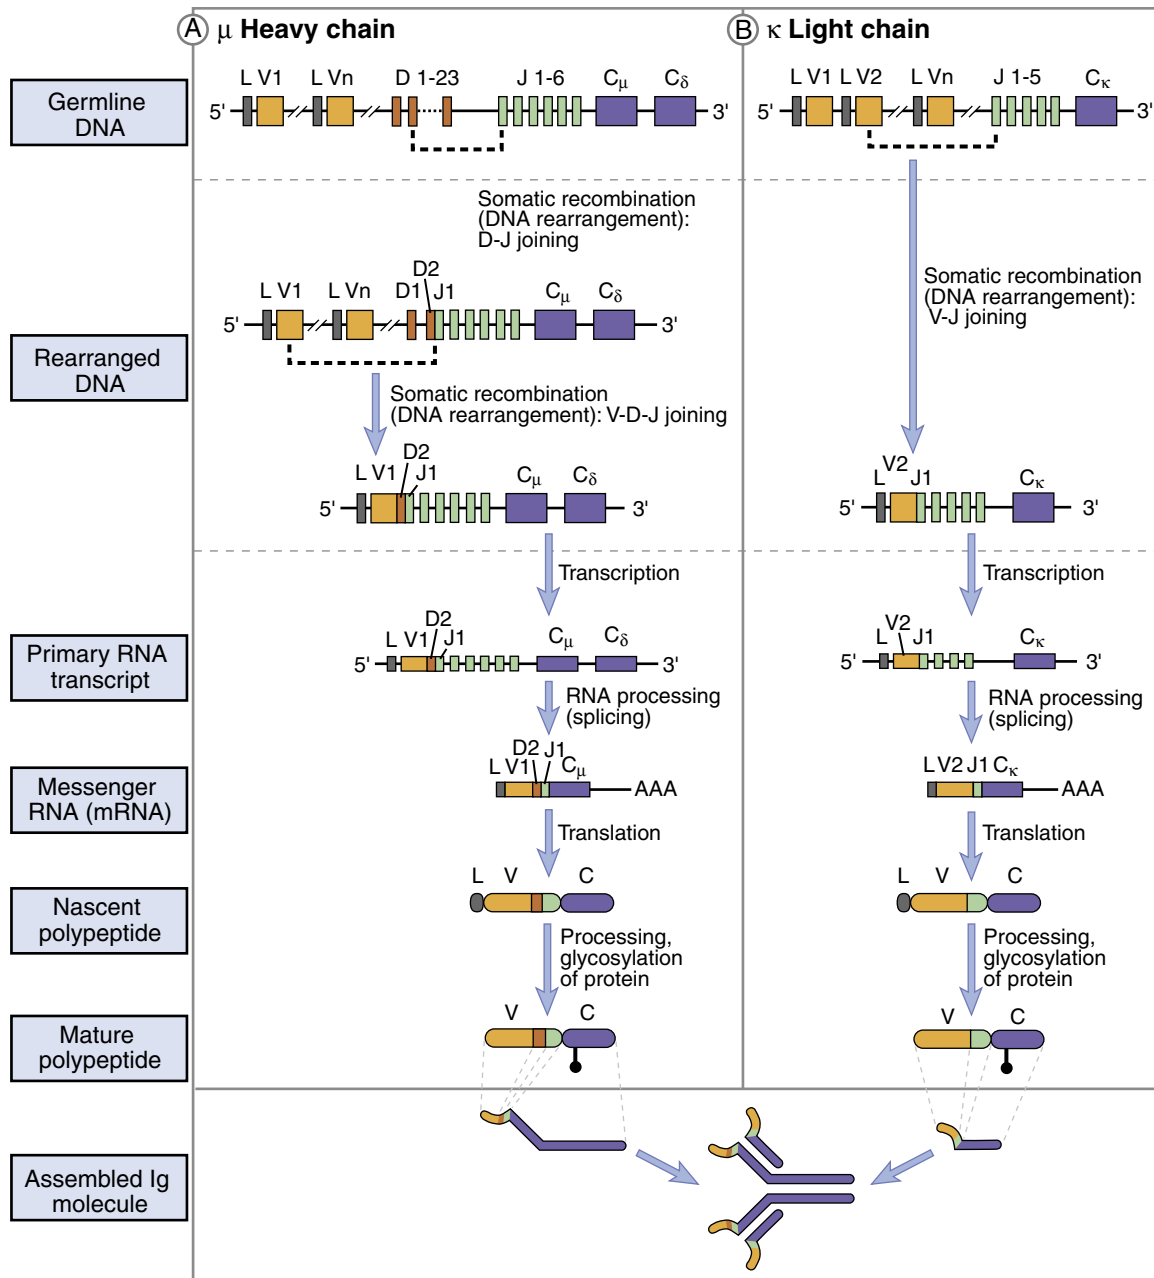 A μ Heavy chain
B κ Light chain
Germline
DNA
L V1 L Vn D 1-23 J 1-6 Cμ Cδ
5' 3'
L V1 L V2 L Vn J 1-5 Cκ
5' 3'
Somatic recombination
(DNA rearrangement):
D-J joining
Rearranged
DNA
D2
L V1 L Vn D1 J1 Cμ Cδ
5' 3'
Somatic recombination
(DNA rearrangement):
V-J joining
Somatic recombination
(DNA rearrangement): V-D-J joining
D2
L V1 J1 Cμ Cδ
5' 3'
V2
L J1 Cκ
5' 3'
Transcription
Transcription
Primary RNA
transcript
D2
L V1 J1 Cμ Cδ
5' 3'
V2
L J1 Cκ
5' 3'
RNA processing
(splicing)
RNA processing
(splicing)
Messenger
RNA (mRNA)
D2 J1
L V1 Cμ
AAA
L V2 J1 Cκ
AAA
Translation
Translation
Nascent
polypeptide
L V C
L V C
Processing,
glycosylation
of protein
Processing,
glycosylation
of protein
Mature
polypeptide
V C
V C
Assembled Ig
molecule